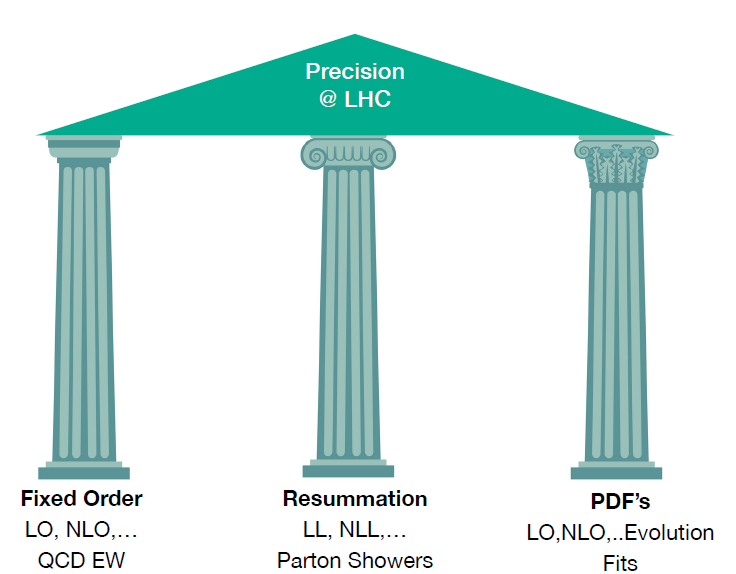 Precision
@ LHC
Fixed Order
LO, NLO,...
QCD EW
Resummation
LL, NLL,...
Parton Showers
PDF's
LO,NLO,..Evolution
Fits